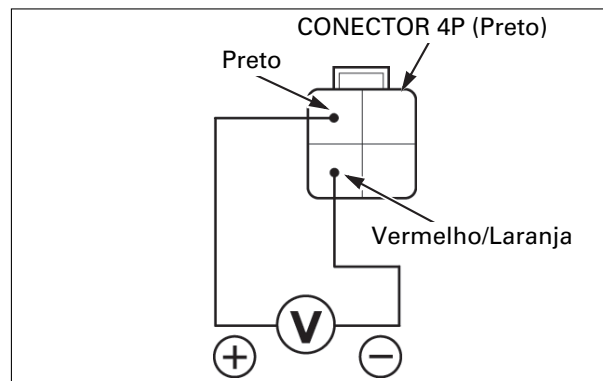 CONECTOR 4P (Preto)
Preto
Vermelho/Laranja
V
+
−